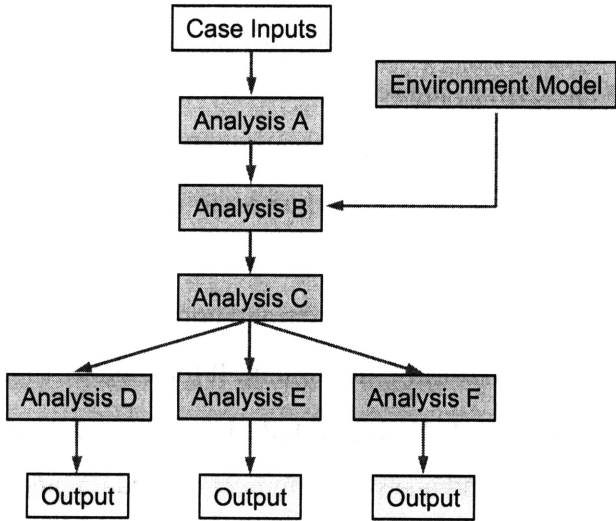 Case Inputs
Environment Model
Analysis A
Analysis B
Analysis C
Analysis D
Analysis E
Analysis F
Output
Output
Output